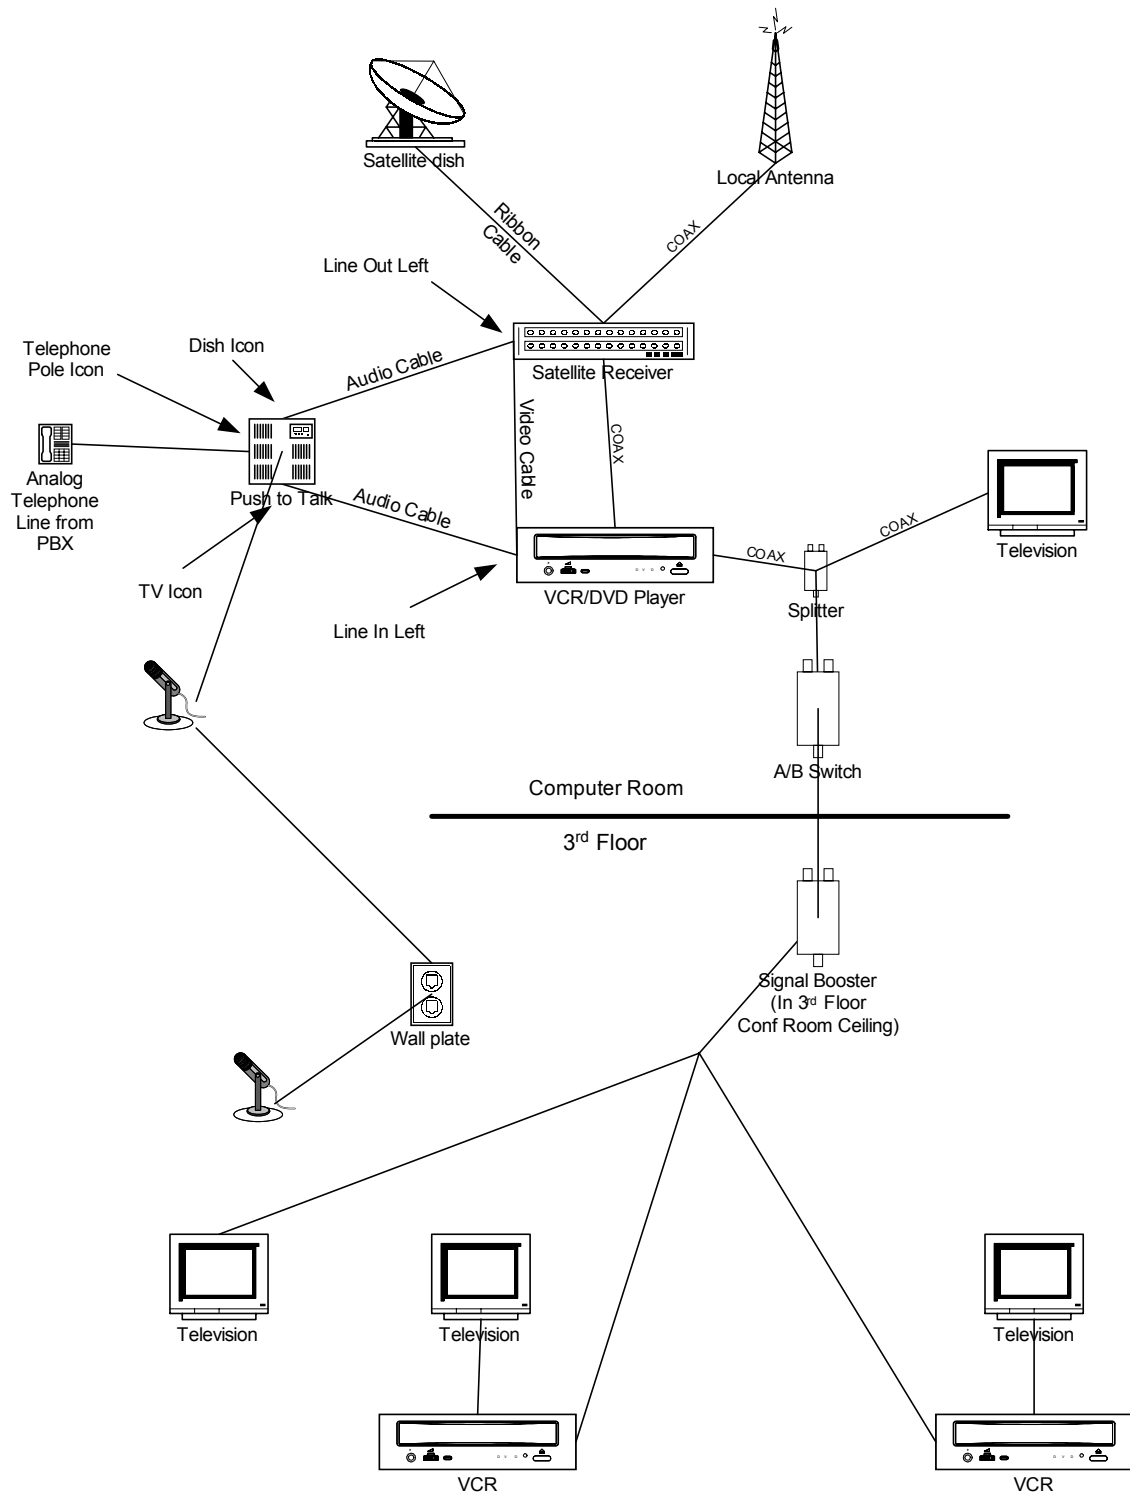 Satellite dish
Local Antenna
Ribbon
Cable
COAX
Line Out Left
Telephone
Pole Icon
Dish Icon
Audio Cable
Satellite Receiver
Video Cable
COAX
Analog
Telephone
Line from
PBX
Push to Talk
Audio Cable
COAX
Television
COAX
TV Icon
VCR/DVD Player
Splitter
Line In Left
A/B Switch
Computer Room
3rd Floor
Signal Booster
(In 3rd Floor
Conf Room Ceiling)
Wall plate
Television
Television
Television
VCR
VCR